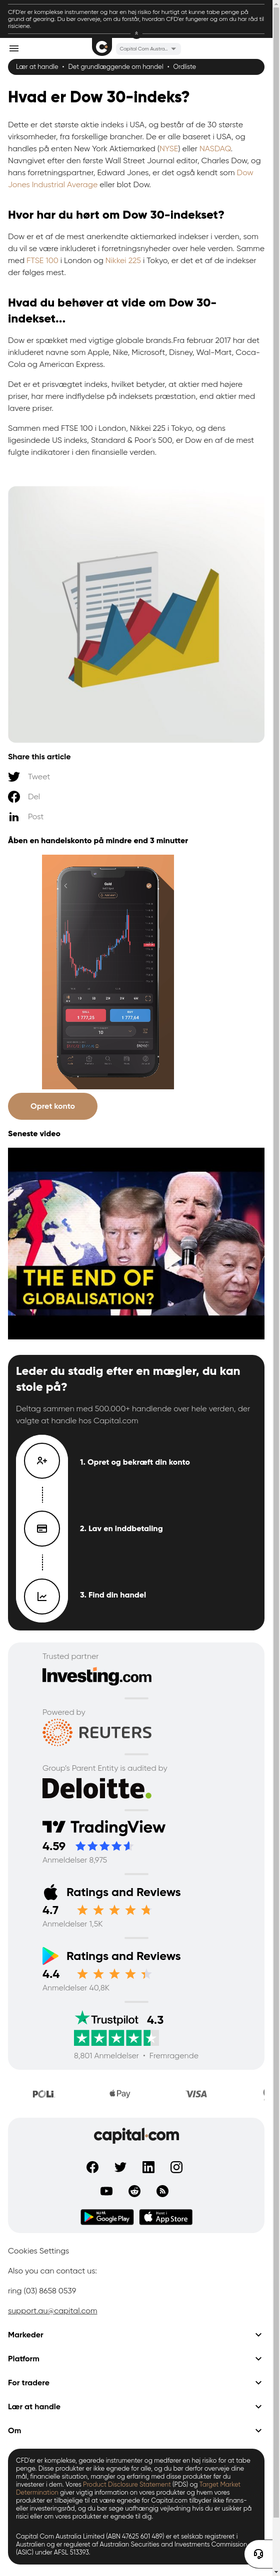 CFD'er er komplekse instrumenter og har en høj risiko for hurtigt at kunne tabe penge på
grund af gearing. Du bør overveje, om du forstår, hvordan CFD'er fungerer og om du har råd til
risiciene.
Capital Com Austra...
Lær at handle • Det grundlæggende om handel • Ordliste
Hvad er Dow 30-indeks?
Dette er det største aktie indeks i USA, og består af de 30 største
virksomheder, fra forskellige brancher. De er alle baseret i USA, og
handles på enten New York Aktiemarked (NYSE) eller NASDAQ.
Navngivet efter den første Wall Street Journal editor, Charles Dow, og
hans forretningspartner, Edward Jones, er det også kendt som Dow
Jones Industrial Average eller blot Dow.
Hvor har du hørt om Dow 30-indekset?
Dow er et af de mest anerkendte aktiemarked indekser i verden, som
du vil se være inkluderet i forretningsnyheder over hele verden. Samme
med FTSE 100 i London og Nikkei 225 i Tokyo, er det et af de indekser
der følges mest.
Hvad du behøver at vide om Dow 30-
indekset...
Dow er spækket med vigtige globale brands.Fra februar 2017 har det
inkluderet navne som Apple, Nike, Microsoft, Disney, Wal-Mart, Coca-
Cola og American Express.
Det er et prisvægtet indeks, hvilket betyder, at aktier med højere
priser, har mere indflydelse på indeksets præstation, end aktier med
lavere priser.
Sammen med FTSE 100 i London, Nikkei 225 i Tokyo, og dens
ligesindede US indeks, Standard & Poor's 500, er Dow en af de mest
fulgte indikatorer i den finansielle verden.
Share this article
Tweet
Del
Post
Åben en handelskonto på mindre end 3 minutter
Opret konto
Seneste video
THE END OF
GLOBALISATION?
Leder du stadig efter en mægler, du kan
stole på?
Deltag sammen med 500.000+ handlende over hele verden, der
valgte at handle hos Capital.com
1. Opret og bekræft din konto
2. Lav en inddbetaling
3. Find din handel
Trusted partner
Investing.com
Powered by
REUTERS
Group's Parent Entity is audited by
Deloitte.
TradingView
4.59
Anmeldelser 8,975
Ratings and Reviews
4.7
Anmeldelser 1,5K
Ratings and Reviews
4.4
Anmeldelser 40,8K
Trustpilot 4.3
8,801 Anmeldelser • Fremragende
POLi
Pay
VISA
capital.com
Google Play
App Store
Cookies Settings
Also you can contact us:
ring (03) 8658 0539
support.au@capital.com
Markeder
Platform
For tradere
Lær at handle
Om
CFD'er er komplekse, gearede instrumenter og medfører en høj risiko for at tabe
penge. Disse produkter er ikke egnede for alle, og du bør derfor overveje dine
mål, finansielle situation, mangler og erfaring med disse produkter før du
investerer i dem. Vores Product Disclosure Statement (PDS) og Target Market
Determination giver vigtig information om vores produkter og hvem vores
produkter er tilbøjelige til at være egnede for Capital.com tilbyder ikke finans-
eller investeringsråd, og du bør søge uafhængig vejledning hvis du er usikker på
om vores produkter er egnede til dig.
Capital Com Australia Limited (ABN 47625 601 489) er et selskab registreret i
Australien og er reguleret af Australian Securities and Investments Commission
(ASIC) under AFSL 513393.